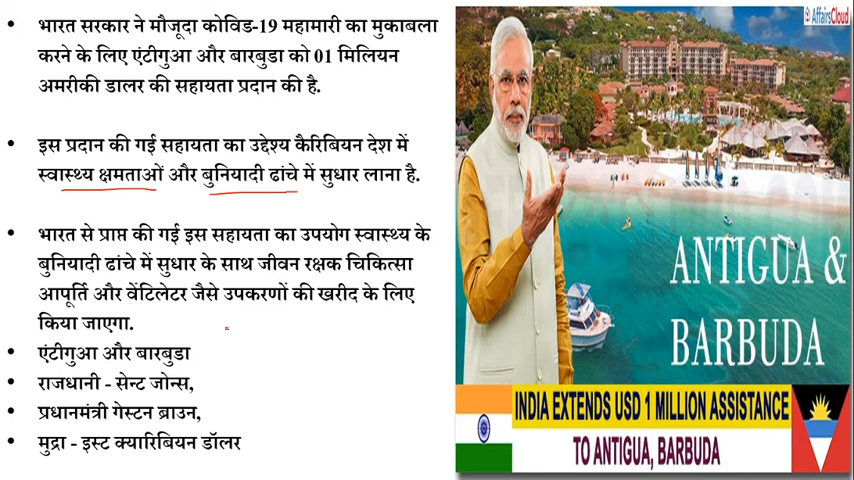 भारत सरकार ने मौजूदा कोविड-19 महामारी का मुकाबला
करने के लिए एंटीगुआ और बारबुडा को 01 मिलियन
अमरीकी डालर की सहायता प्रदान की है.
इस प्रदान की गई सहायता का उद्देश्य कैरिबियन देश में
स्वास्थ्य क्षमताओं और बुनियादी ढांचे में सुधार लाना है.
भारत से प्राप्त की गई इस सहायता का उपयोग स्वास्थ्य के
बुनियादी ढांचे में सुधार के साथ जीवन रक्षक चिकित्सा
आपूर्ति और वेंटिलेटर जैसे उपकरणों की खरीद के लिए
किया जाएगा.
एंटीगुआ और बारबुडा
राजधानी - सेन्ट जोन्स,
प्रधानमंत्री गेस्टन ब्राउन,
मुद्रा - इस्ट क्यारिबियन डॉलर
AffairsCloud
ANTIGUA &
BARBUDA
INDIA EXTENDS USD 1 MILLION ASSISTANCE
TO ANTIGUA, BARBUDA